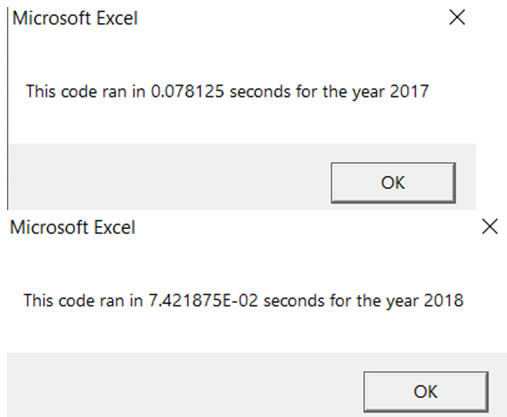 Microsoft Excel
This code ran in 0.078125 seconds for the year 2017
OK
Microsoft Excel
This code ran in 7.421875E-02 seconds for the year 2018
OK